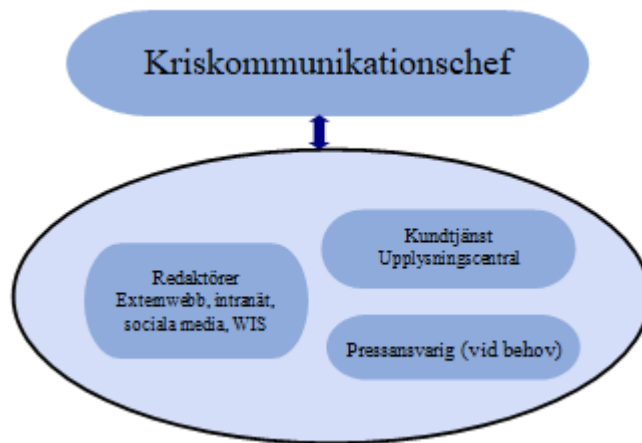 Kriskommunikationschef
Kundtjänst
Upplysningscentral
Redaktörer
Externwebb, intranät,
sociala media, WIS
Pressansvarig (vid behov)